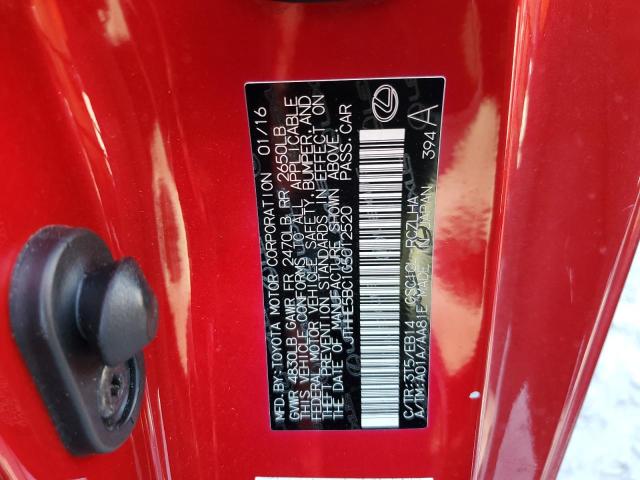 MFD.BY:TOYOTA MOTOR CORPORATION 01/16
GVWR 4830LB GAWR FR 2470LB RR 2650LB
THIS VEHICLE CONFORMS TO ALL APPLICABLE
FEDERAL MOTOR VEHICLE SAFETY, BUMPER, AND
THEFT PREVENTION STANDARDS IN EFFECT ON
THE DATE OF MANUFACTURE SHOWN ABOVE.
JTHHE5BC1G5012520 PASS.CAR
C/TR:3T5/EB14 GSC10L-RCZLHA 394 A
A/TM:A01A/AA81E MADE IN JAPAN